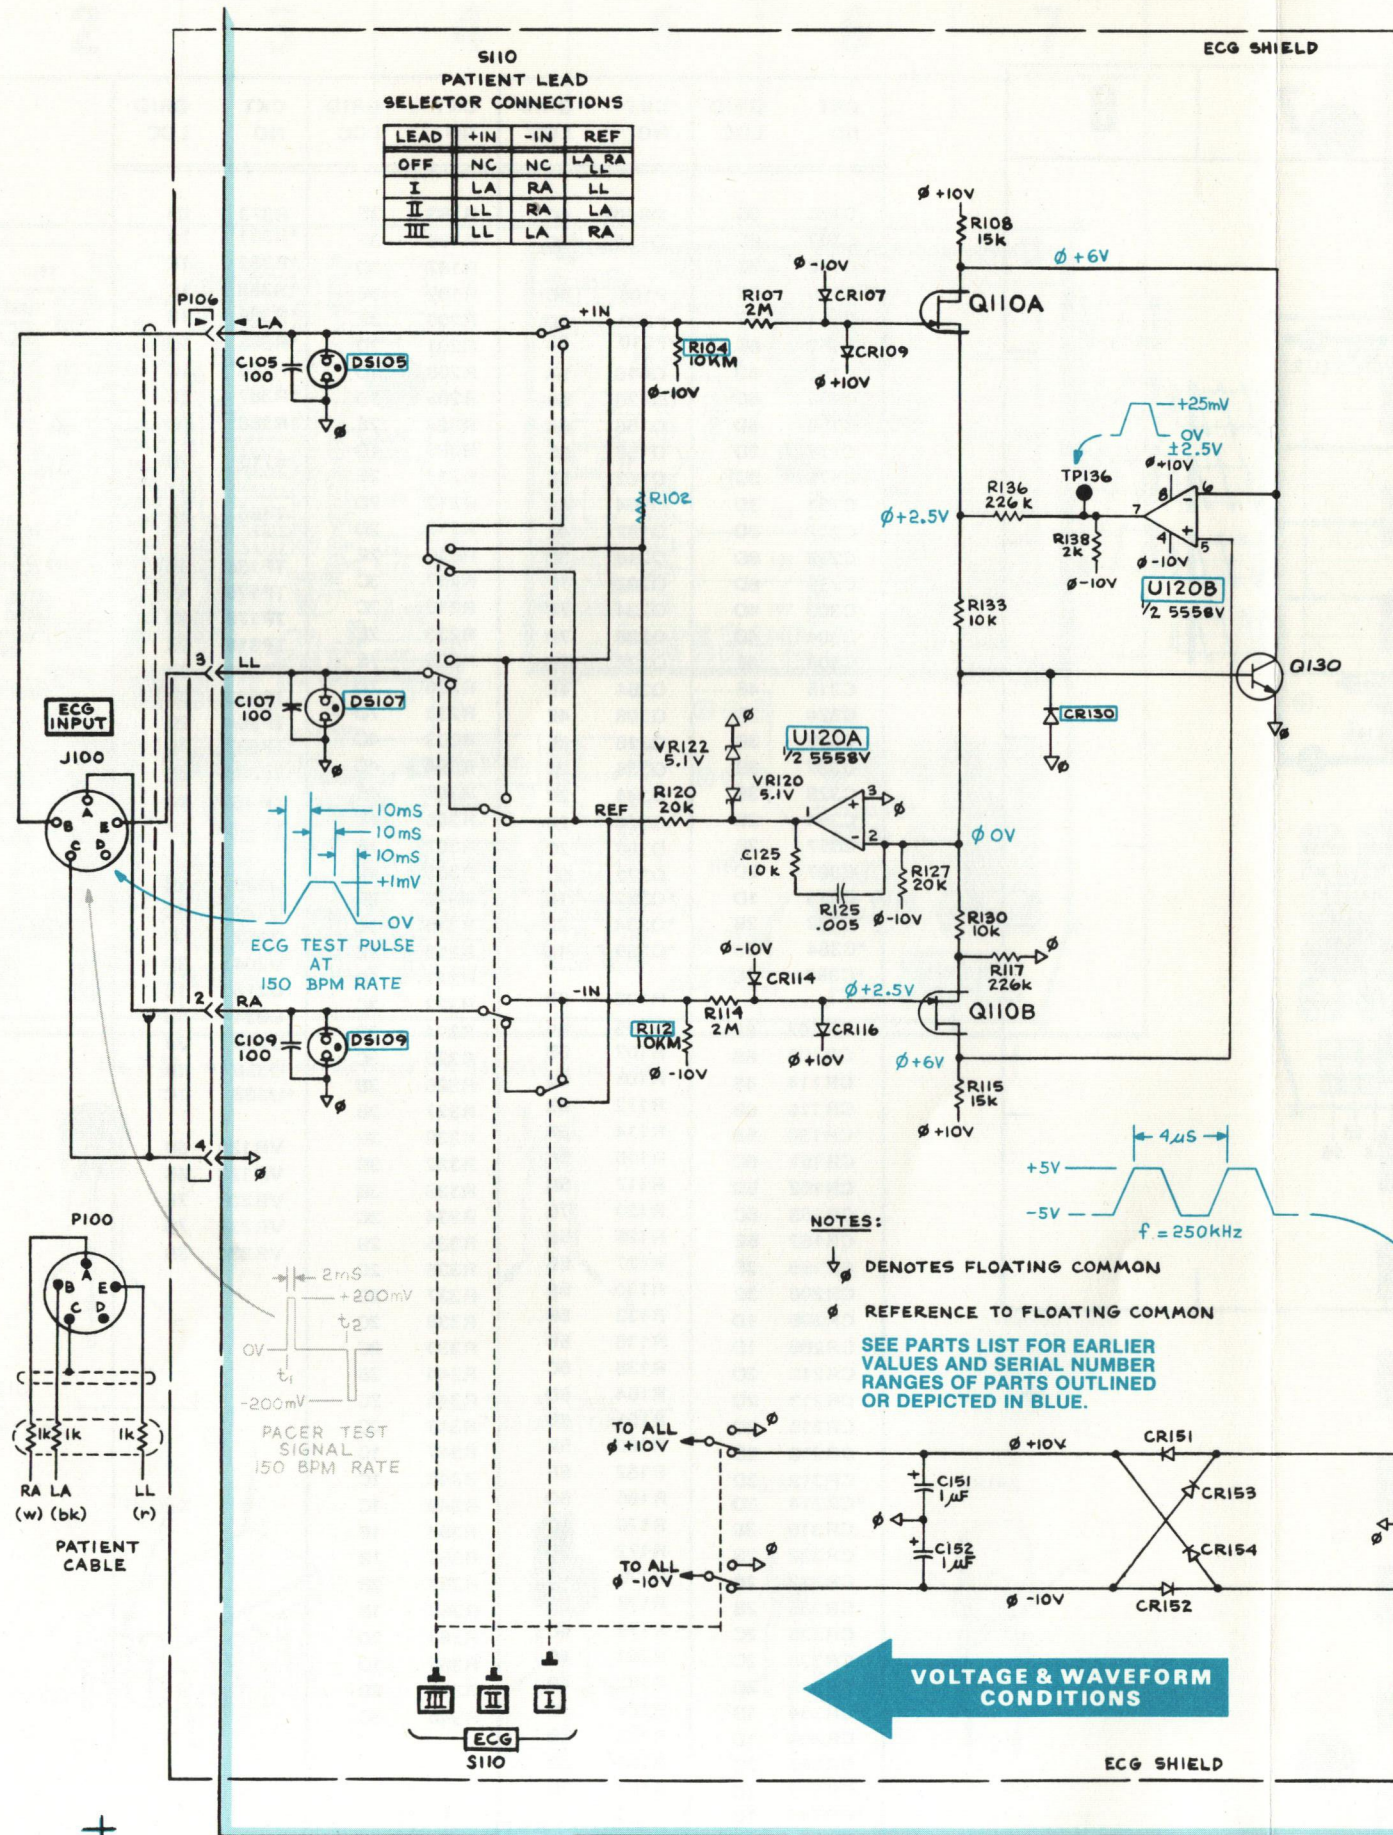 ECG SHIELD
S110
PATIENT LEAD
SELECTOR CONNECTIONS
LEAD +IN -IN REF
OFF NC NC LA RA LL
I LA RA LL
II LL RA LA
III LL LA RA
ø +10V
R108
15K
ø +6V
P106
LA
+IN
R107
2M
ø -10V
CR107
Q110A
C105
100
DS105
R104
10KM
ø -10V
CR109
ø +10V
ø
+25mV
0V
±2.5V
R102
TP136
ø +10V
8
6
7
5
4
R136
226K
ø +2.5V
R138
2K
ø -10V
ø -10V
U120B
1/2 5558V
R133
10K
3
LL
Q130
C107
100
DS107
CR130
ø
ø
ø
ECG
INPUT
J100
A
B
E
C
D
ø
VR122
5.1V
U120A
1/2 5558V
VR120
5.1V
R120
20K
REF
1
3
2
ø
ø 0V
10mS
10mS
10mS
+1mV
0V
ECG TEST PULSE
AT
150 BPM RATE
C125
10K
R125
.005
R127
20K
ø -10V
R130
10K
ø
R117
226K
ø -10V
CR114
2
RA
-IN
R114
2M
ø +2.5V
Q110B
C109
100
DS109
R112
10KM
ø -10V
CR116
ø +10V
ø +6V
R115
15K
ø +10V
ø
4
ø
P100
A
B
E
C
D
4µS
+5V
-5V
f = 250KHz
NOTES:
ø DENOTES FLOATING COMMON
ø REFERENCE TO FLOATING COMMON
SEE PARTS LIST FOR EARLIER
VALUES AND SERIAL NUMBER
RANGES OF PARTS OUTLINED
OR DEPICTED IN BLUE.
2mS
+200mV
t2
0V
t1
-200mV
PACER TEST
SIGNAL
150 BPM RATE
1K
1K
1K
RA LA LL
(w) (bk) (r)
PATIENT
CABLE
TO ALL
ø +10V
ø
ø +10V
CR151
C151
1µF
CR153
ø
ø
C152
1µF
CR154
TO ALL
ø -10V
ø
ø -10V
CR152
III
II
I
ECG
S110
VOLTAGE & WAVEFORM
CONDITIONS
ECG SHIELD